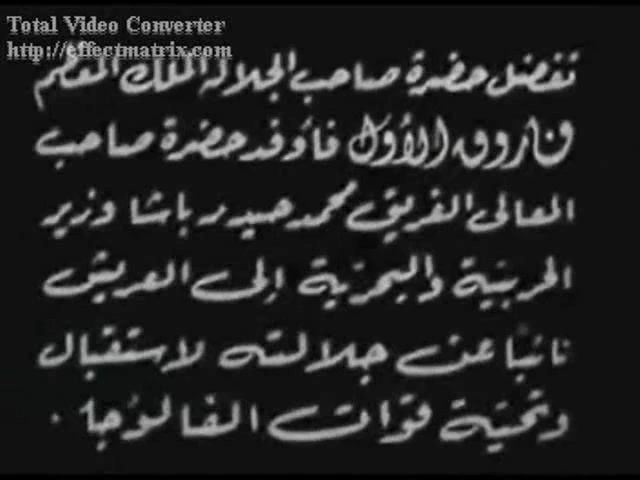 Total Video Converter
http://effectmatrix.com
تفضل حضرة صاحب الجلالة الملك المعظم
فاروق الأول فأوفد حضرة صاحب
المعالى الفريق محمد حيدر باشا وزير
الحربية والبحرية إلى العريش
نائبًا عن جلالته لاستقبال
وتحية قوات الفالوجا .